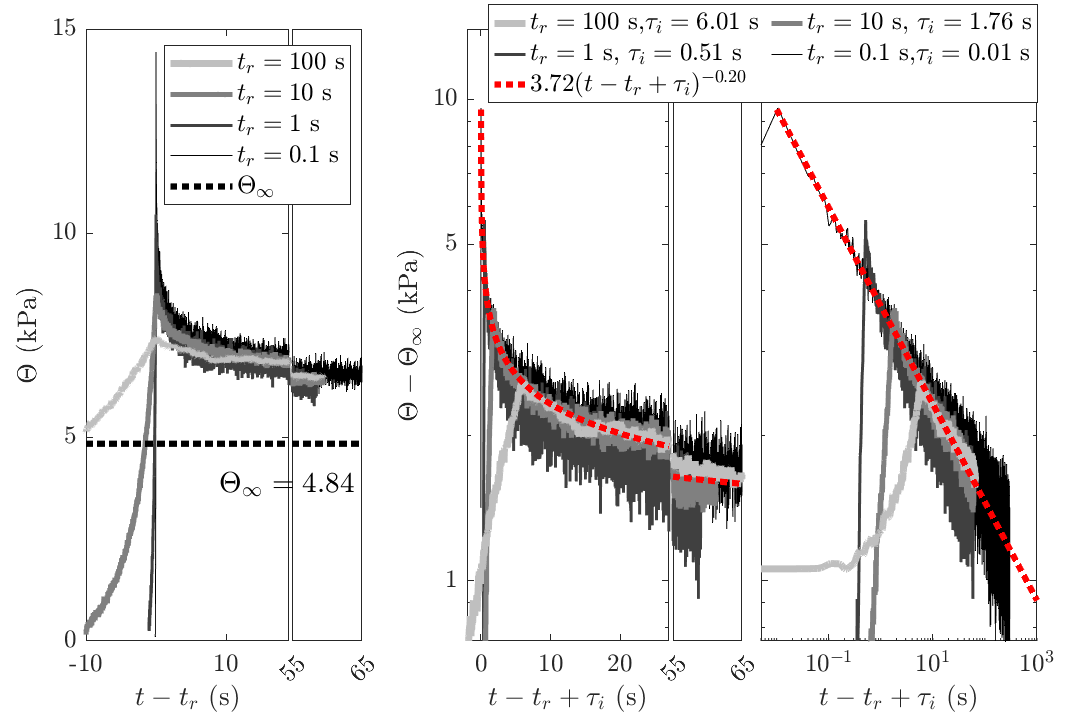 15
10
5
0
Θ (kPa)
-10
10
55
65
t − t_r (s)
t_r = 100 s
t_r = 10 s
t_r = 1 s
t_r = 0.1 s
Θ_∞
Θ_∞ = 4.84
t_r = 100 s,τ_i = 6.01 s
t_r = 10 s, τ_i = 1.76 s
t_r = 1 s, τ_i = 0.51 s
t_r = 0.1 s,τ_i = 0.01 s
3.72(t − t_r + τ_i)^{−0.20}
10
5
1
Θ − Θ_∞ (kPa)
0
10
20
55
65
t − t_r + τ_i (s)
10^{−1}
10^{1}
10^{3}
t − t_r + τ_i (s)